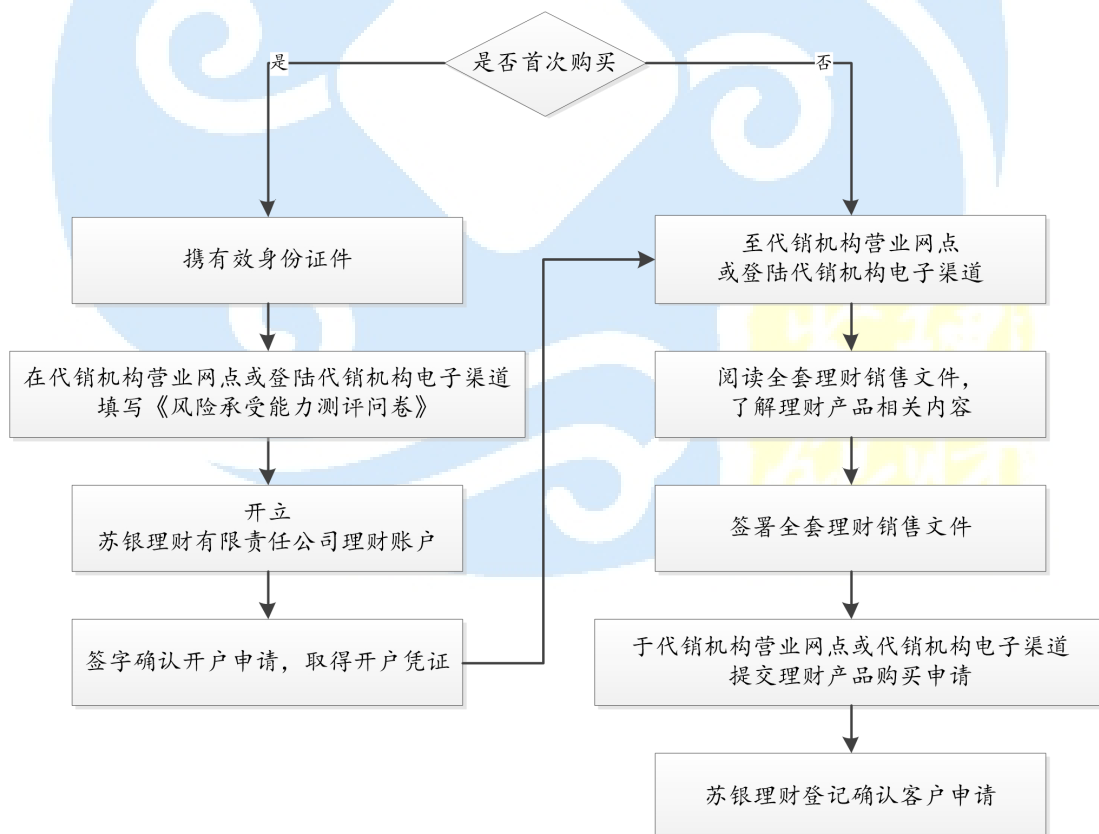 是否首次购买
是
否
携有效身份证件
在代销机构营业网点或登陆代销机构电子渠道
填写《风险承受能力测评问卷》
开立
苏银理财有限责任公司理财账户
签字确认开户申请，取得开户凭证
至代销机构营业网点
或登陆代销机构电子渠道
阅读全套理财销售文件，
了解理财产品相关内容
签署全套理财销售文件
于代销机构营业网点或代销机构电子渠道
提交理财产品购买申请
苏银理财登记确认客户申请